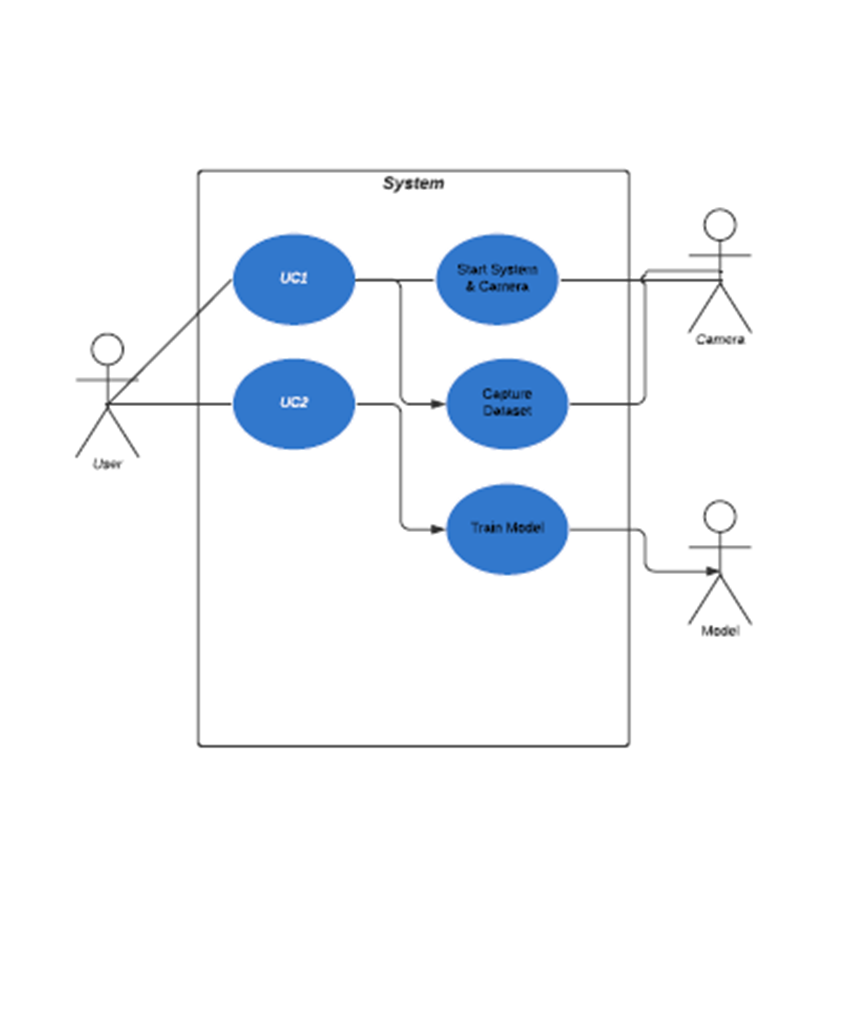 System
UC1
Start System
& Camera
Camera
UC2
Capture
Dataset
User
Train Model
Model